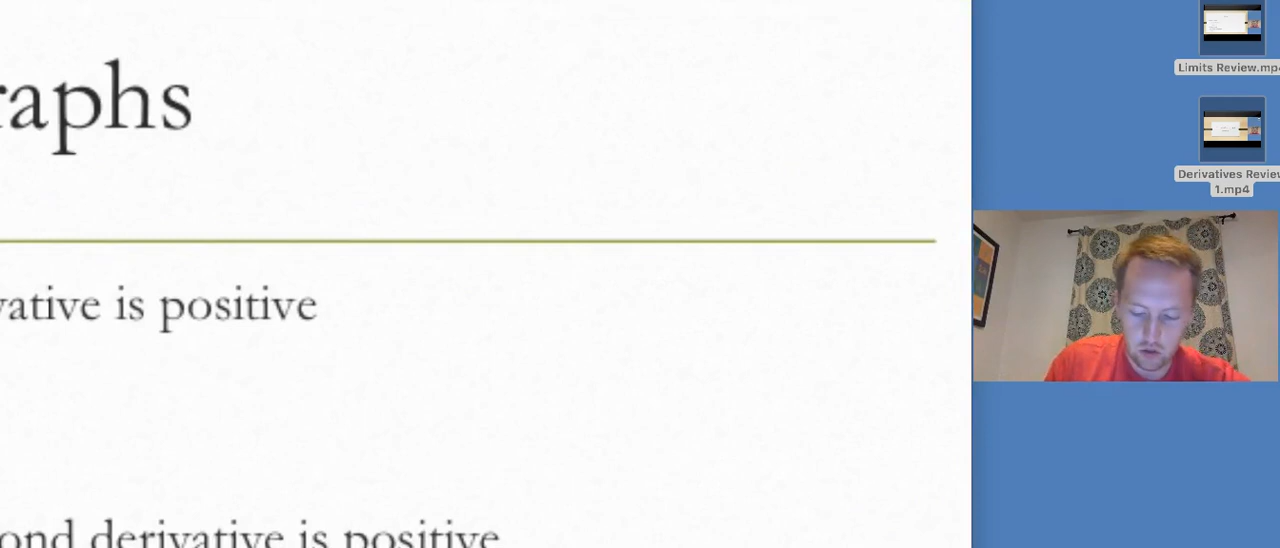 raphs
vative is positive
ond derivative is positive
Limits Review.mp4
Derivatives Review
1.mp4